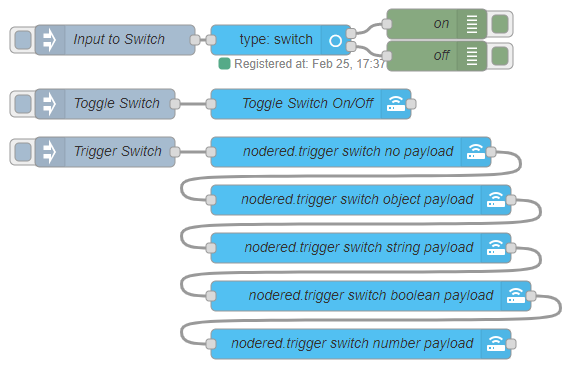 Input to Switch
type: switch
on
off
Registered at: Feb 25, 17:37
Toggle Switch
Toggle Switch On/Off
Trigger Switch
nodered.trigger switch no payload
nodered.trigger switch object payload
nodered.trigger switch string payload
nodered.trigger switch boolean payload
nodered.trigger switch number payload